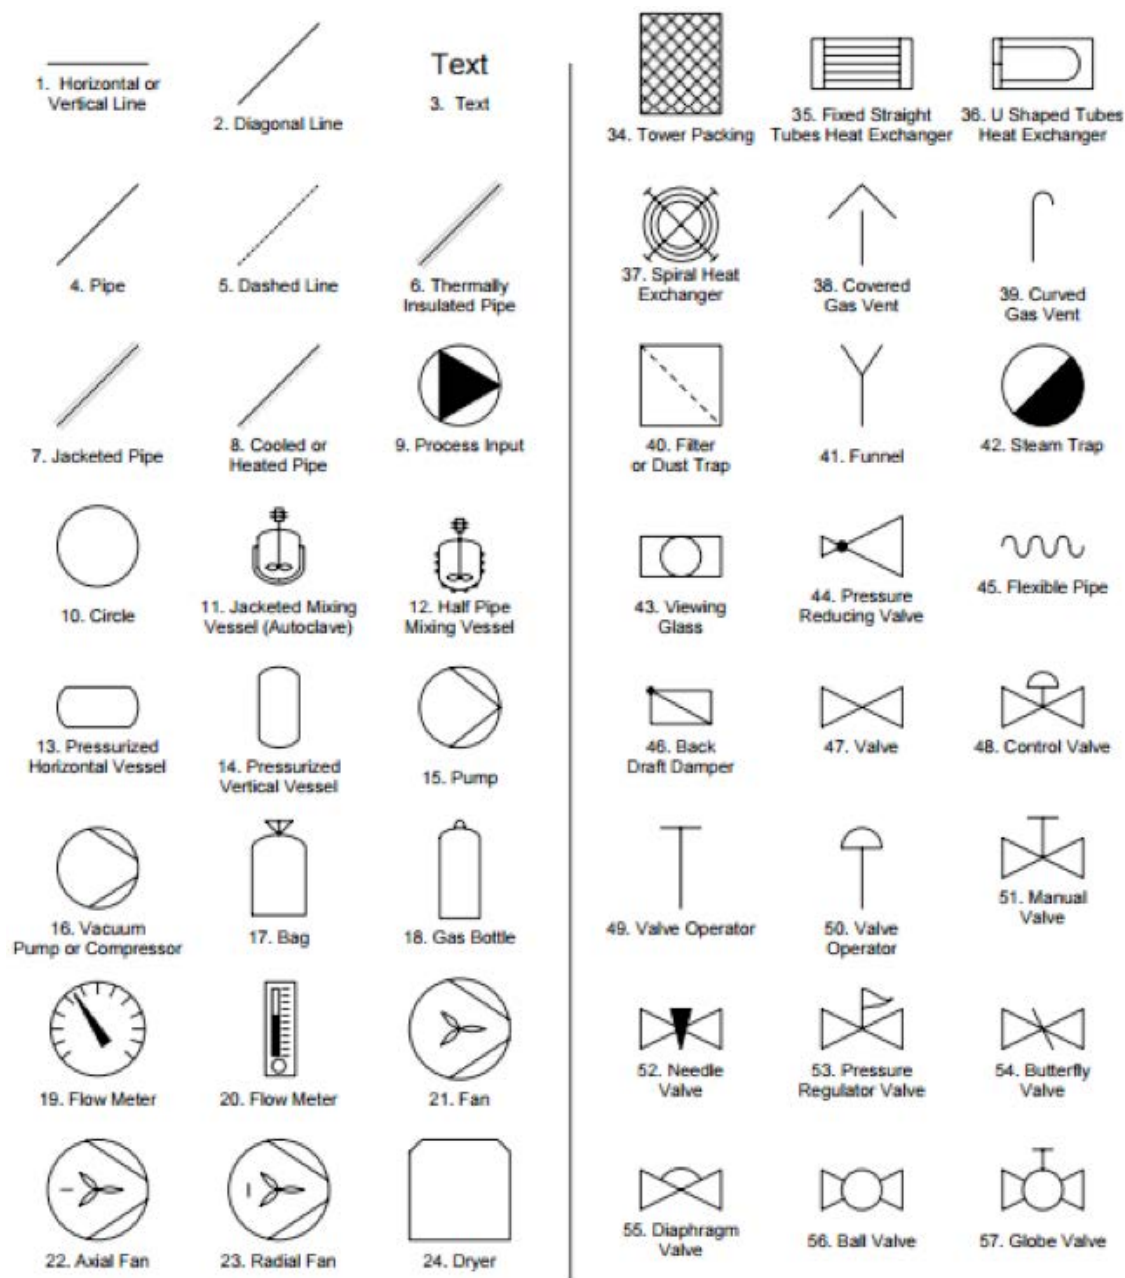 Text
1. Horizontal or
Vertical Line
2. Diagonal Line
3. Text
4. Pipe
5. Dashed Line
6. Thermally
Insulated Pipe
7. Jacketed Pipe
8. Cooled or
Heated Pipe
9. Process Input
10. Circle
11. Jacketed Mixing
Vessel (Autoclave)
12. Half Pipe
Mixing Vessel
13. Pressurized
Horizontal Vessel
14. Pressurized
Vertical Vessel
15. Pump
16. Vacuum
Pump or Compressor
17. Bag
18. Gas Bottle
19. Flow Meter
20. Flow Meter
21. Fan
22. Axial Fan
23. Radial Fan
24. Dryer
34. Tower Packing
35. Fixed Straight
Tubes Heat Exchanger
36. U Shaped Tubes
Heat Exchanger
37. Spiral Heat
Exchanger
38. Covered
Gas Vent
39. Curved
Gas Vent
40. Filter
or Dust Trap
41. Funnel
42. Steam Trap
43. Viewing
Glass
44. Pressure
Reducing Valve
45. Flexible Pipe
46. Back
Draft Damper
47. Valve
48. Control Valve
49. Valve Operator
50. Valve
Operator
51. Manual
Valve
52. Needle
Valve
53. Pressure
Regulator Valve
54. Butterfly
Valve
55. Diaphragm
Valve
56. Ball Valve
57. Globe Valve